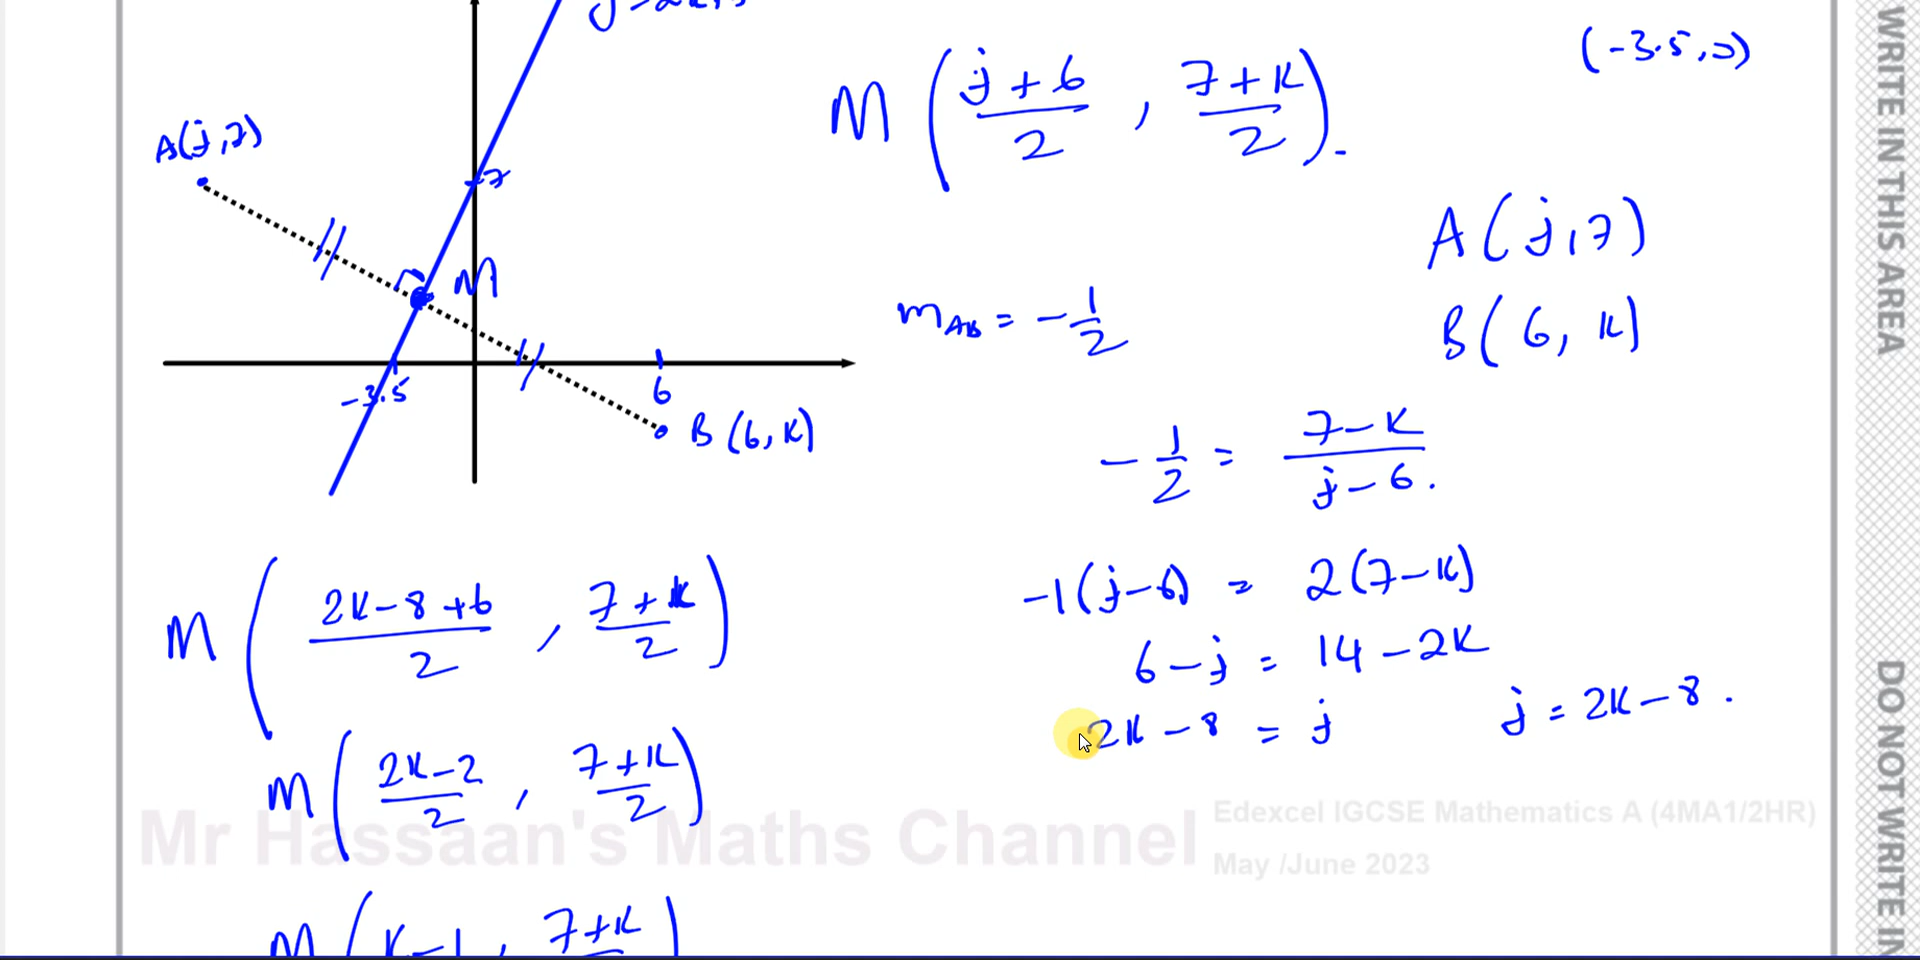 (-3.5,0)
M (j+6/2, 7+k/2).
A(j,7)
7
M
A(j,7)
m_AB = -1/2
B(6,k)
-3.5
6
B(6,k)
-1/2 = 7-k/j-6.
M (2k-8+6/2, 7+k/2)
-1(j-6) = 2(7-k)
6-j = 14-2k
2k-8 = j
j = 2k-8.
M (2k-2/2, 7+k/2)
Mr Hassaan's Maths Channel
Edexcel IGCSE Mathematics A (4MA1/2HR)
May /June 2023
M (k-1, 7+k
WRITE IN THIS AREA
DO NOT WRITE IN